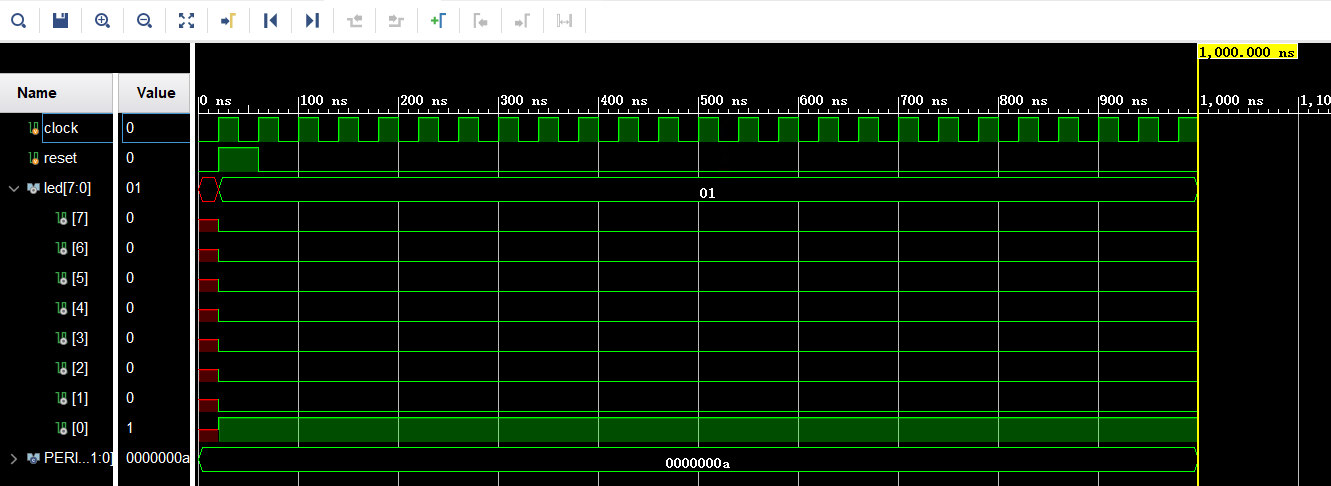 1,000.000 ns
Name Value
0 ns 100 ns 200 ns 300 ns 400 ns 500 ns 600 ns 700 ns 800 ns 900 ns 1,000 ns 1,10
clock 0
reset 0
led[7:0] 01 01
[7] 0
[6] 0
[5] 0
[4] 0
[3] 0
[2] 0
[1] 0
[0] 1
PERI...1:0] 0000000a 0000000a